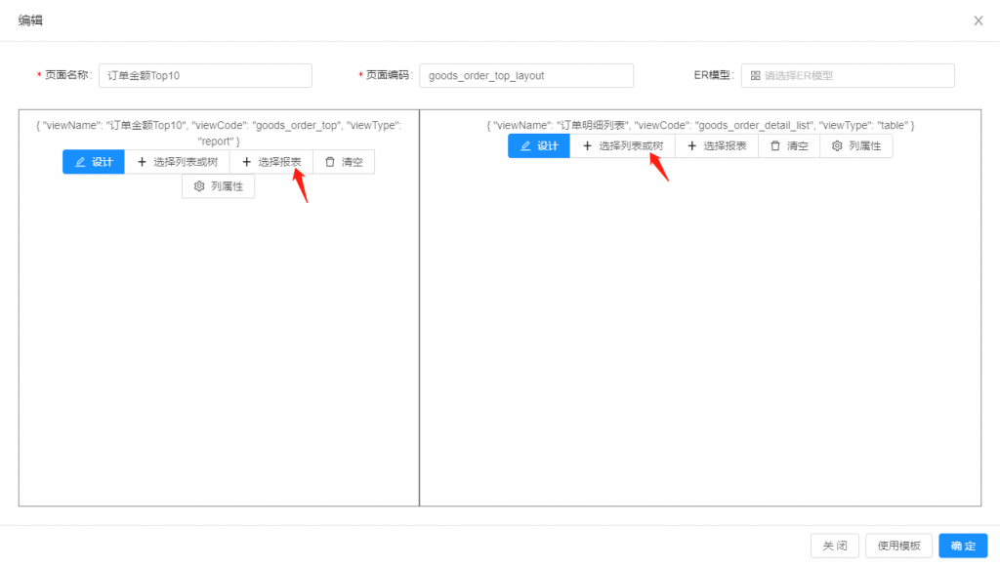 编辑
* 页面名称: 订单金额Top10 * 页面编码: goods_order_top_layout ER模型: 请选择ER模型
{ "viewName": "订单金额Top10", "viewCode": "goods_order_top", "viewType":
"report" }
设计 选择列表或树 选择报表 清空
列属性
{ "viewName": "订单明细列表", "viewCode": "goods_order_detail_list", "viewType": "table" }
设计 选择列表或树 选择报表 清空 列属性
关 闭 使用模板 确 定